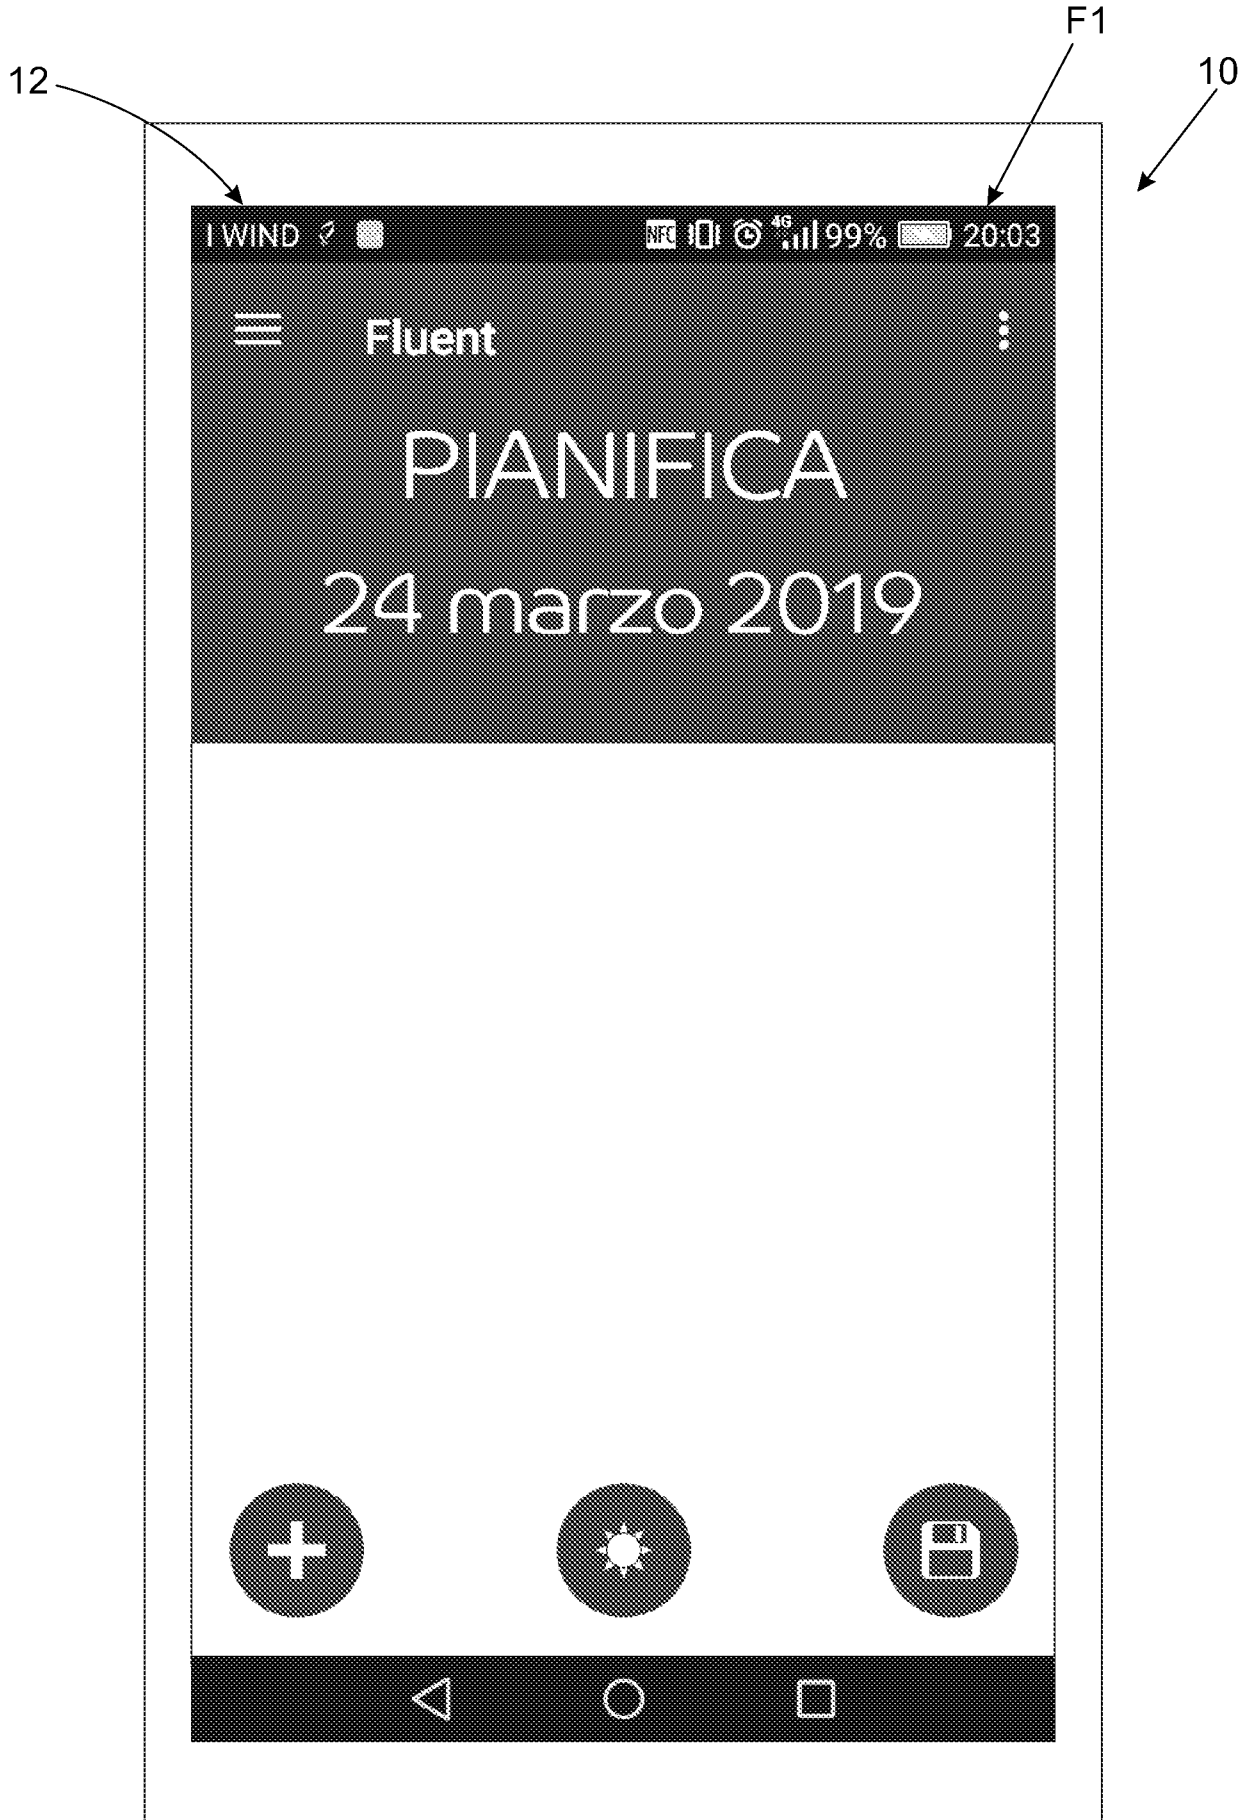 F1
12
10
I WIND NFC 4G 99% 20:03
Fluent
PIANIFICA
24 marzo 2019